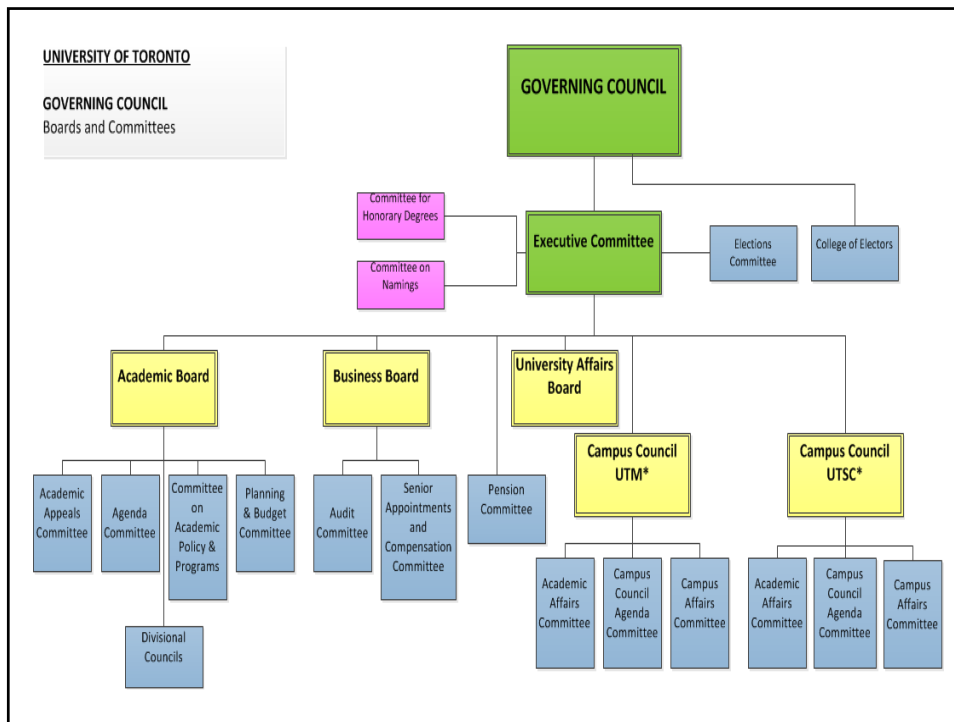 UNIVERSITY OF TORONTO
GOVERNING COUNCIL
Boards and Committees
GOVERNING COUNCIL
Committee for
Honorary Degrees
Executive Committee
Elections
Committee
College of Electors
Committee on
Namings
Academic Board
Business Board
University Affairs
Board
Campus Council
UTM*
Campus Council
UTSC*
Academic
Appeals
Committee
Agenda
Committee
Committee
on
Academic
Policy &
Programs
Planning
& Budget
Committee
Audit
Committee
Senior
Appointments
and
Compensation
Committee
Pension
Committee
Academic
Affairs
Committee
Campus
Council
Agenda
Committee
Campus
Affairs
Committee
Academic
Affairs
Committee
Campus
Council
Agenda
Committee
Campus
Affairs
Committee
Divisional
Councils